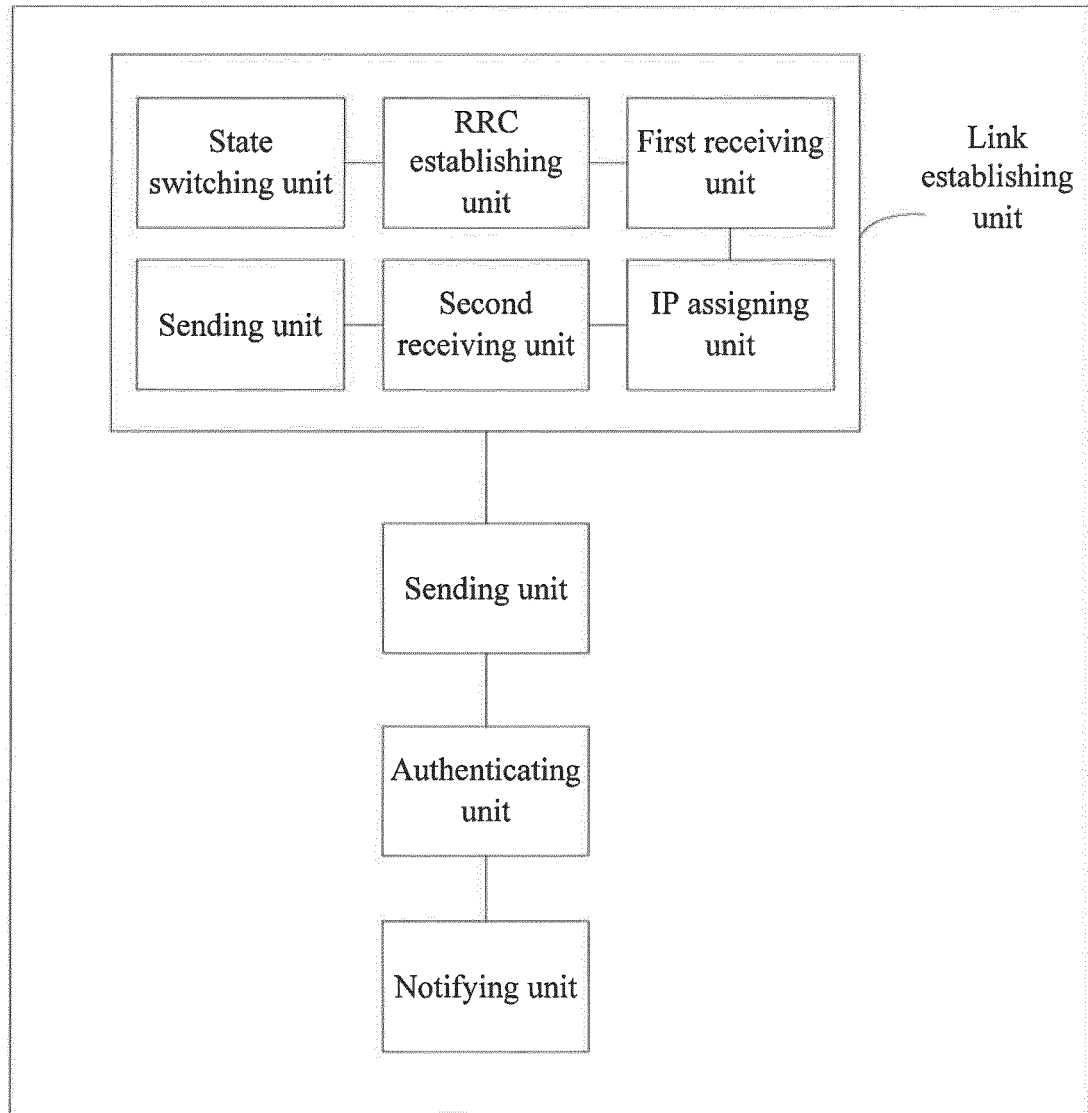 State
switching unit
RRC
establishing
unit
First receiving
unit
Link
establishing
unit
Sending unit
Second
receiving unit
IP assigning
unit
Sending unit
Authenticating
unit
Notifying unit